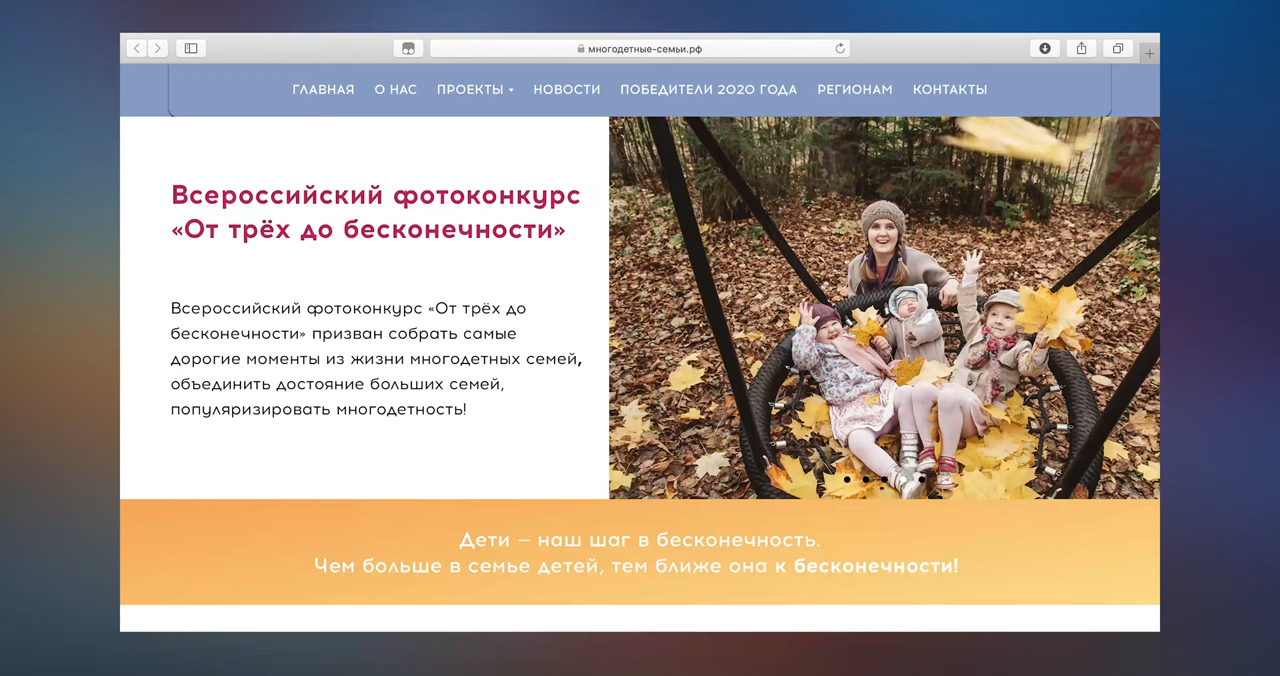 многодетные-семьи.рф
ГЛАВНАЯ О НАС ПРОЕКТЫ НОВОСТИ ПОБЕДИТЕЛИ 2020 ГОДА РЕГИОНАМ КОНТАКТЫ
Всероссийский фотоконкурс
«От трёх до бесконечности»
Всероссийский фотоконкурс «От трёх до
бесконечности» призван собрать самые
дорогие моменты из жизни многодетных семей,
объединить достояние больших семей,
популяризировать многодетность!
Дети – наш шаг в бесконечность.
Чем больше в семье детей, тем ближе она к бесконечности!